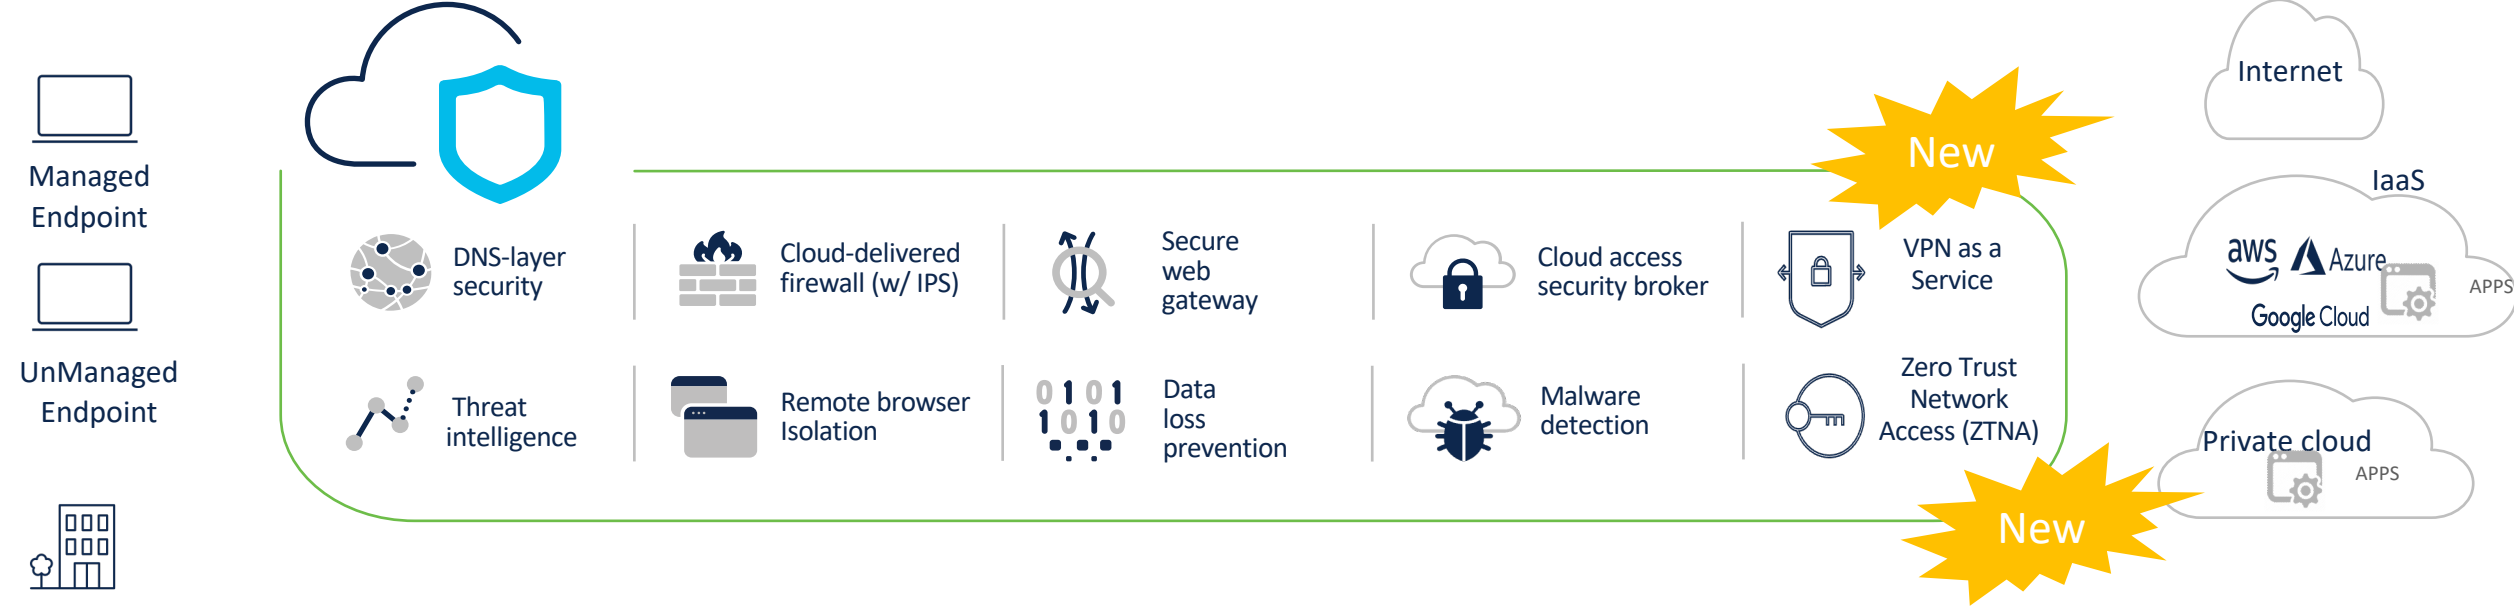 Managed
Endpoint
UnManaged
Endpoint
DNS-layer
security
Cloud-delivered
firewall (w/ IPS)
Secure
web
gateway
Cloud access
security broker
New
VPN as a
Service
Threat
intelligence
Remote browser
Isolation
0101
1010
Data
loss
prevention
Malware
detection
Zero Trust
Network
Access (ZTNA)
New
Internet
IaaS
aws
Azure
APPS
Google Cloud
Private cloud
APPS